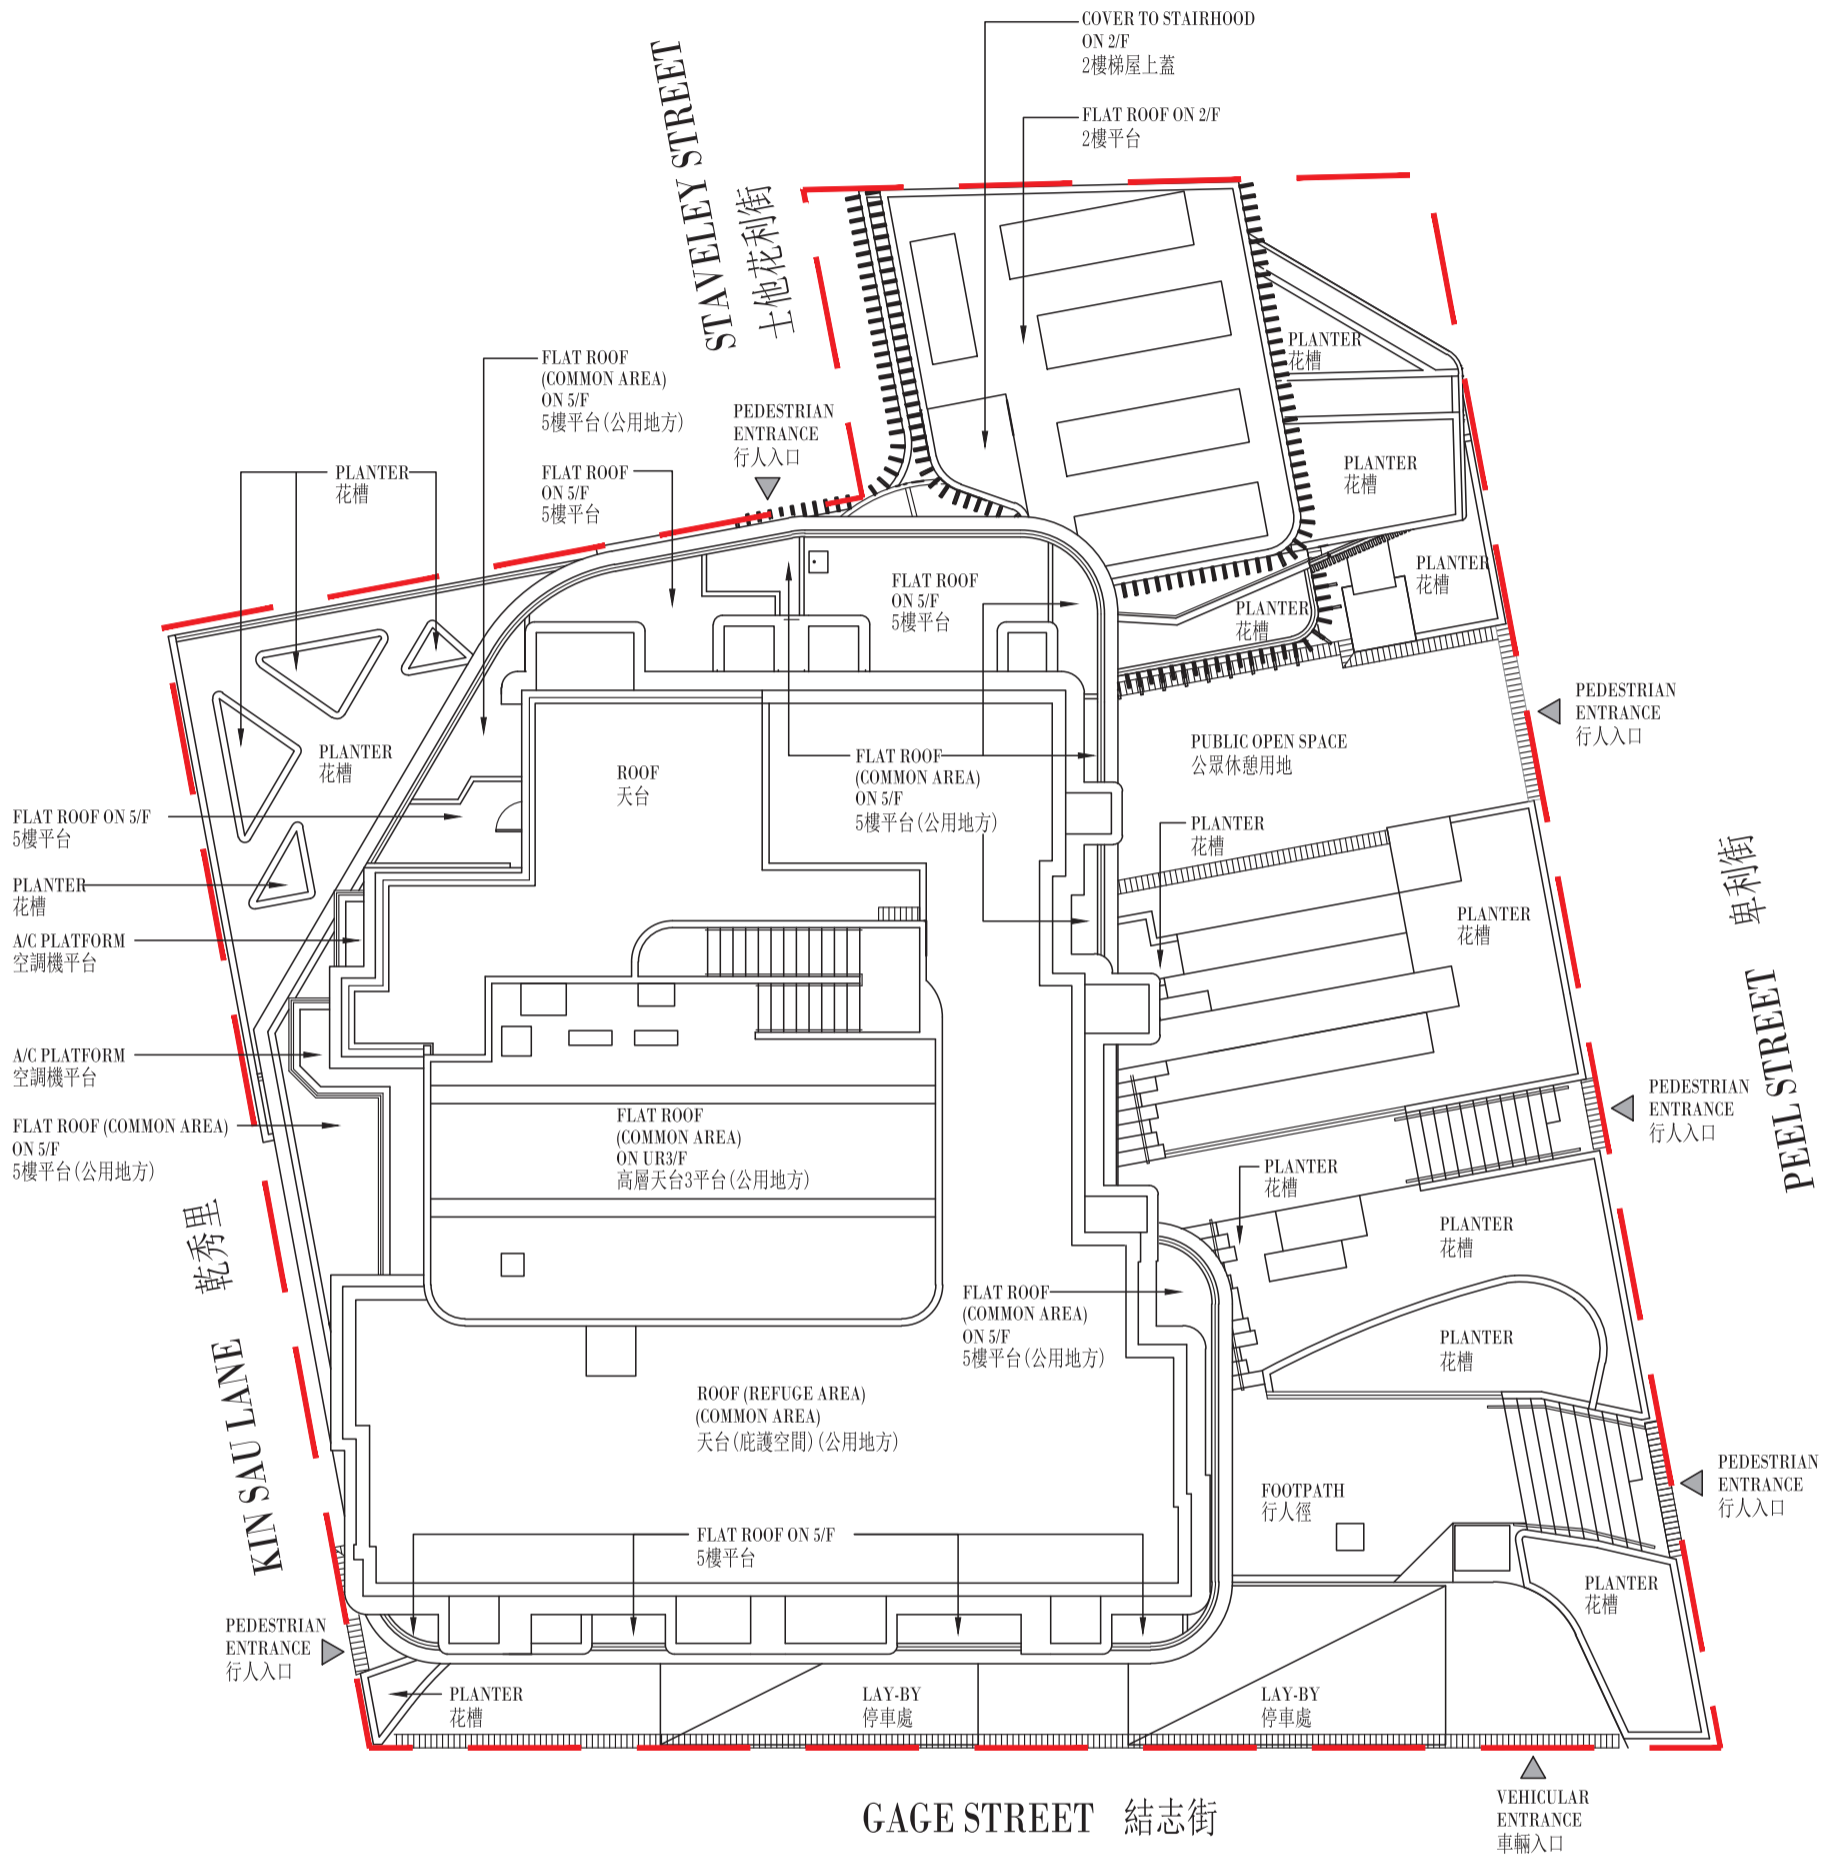 COVER TO STAIRHOOD
ON 2/F
2樓梯屋上蓋
FLAT ROOF ON 2/F
2樓平台
STAVELEY STREET
士他花利街
FLAT ROOF
(COMMON AREA)
ON 5/F
5樓平台(公用地方)
PEDESTRIAN
ENTRANCE
行人入口
FLAT ROOF
ON 5/F
5樓平台
PLANTER
花槽
PLANTER
花槽
PLANTER
花槽
PLANTER
花槽
PLANTER
花槽
FLAT ROOF
ON 5/F
5樓平台
PEDESTRIAN
ENTRANCE
行人入口
PUBLIC OPEN SPACE
公眾休憩用地
PLANTER
花槽
ROOF
天台
FLAT ROOF
(COMMON AREA)
ON 5/F
5樓平台(公用地方)
FLAT ROOF ON 5/F
5樓平台
PLANTER
花槽
PLANTER
花槽
PLANTER
花槽
A/C PLATFORM
空調機平台
A/C PLATFORM
空調機平台
FLAT ROOF (COMMON AREA)
ON 5/F
5樓平台(公用地方)
卑利街
PEEL STREET
PEDESTRIAN
ENTRANCE
行人入口
FLAT ROOF
(COMMON AREA)
ON UR3/F
高層天台3平台(公用地方)
PLANTER
花槽
PLANTER
花槽
乾秀里
KIN SAU LANE
FLAT ROOF
(COMMON AREA)
ON 5/F
5樓平台(公用地方)
PLANTER
花槽
ROOF (REFUGE AREA)
(COMMON AREA)
天台(庇護空間)(公用地方)
FOOTPATH
行人徑
PEDESTRIAN
ENTRANCE
行人入口
FLAT ROOF ON 5/F
5樓平台
PLANTER
花槽
PEDESTRIAN
ENTRANCE
行人入口
PLANTER
花槽
LAY-BY
停車處
LAY-BY
停車處
GAGE STREET 結志街
VEHICULAR
ENTRANCE
車輛入口